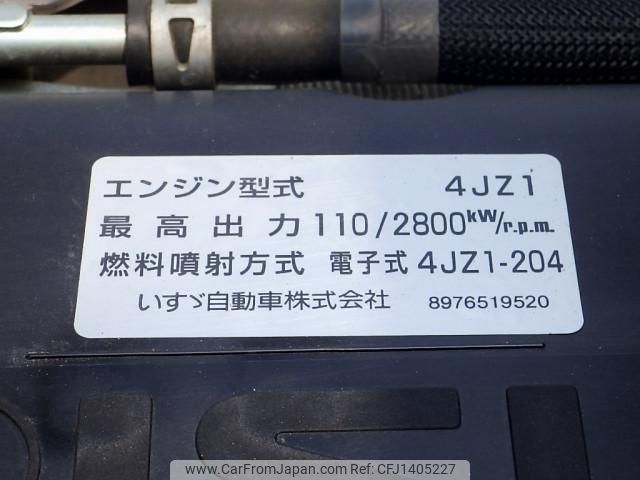 エンジン型式 4JZ1
最高出力 110/2800kW/r.p.m.
燃料噴射方式 電子式 4JZ1-204
いすゞ自動車株式会社 8976519520
www.CarFromJapan.com | CFJ1405227